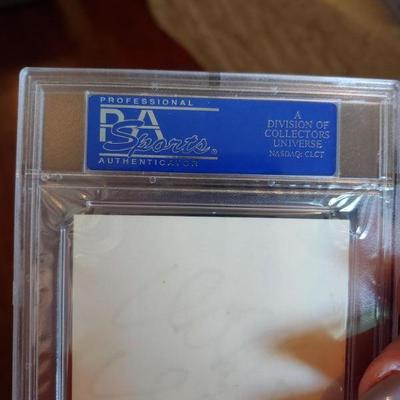 PROFESSIONAL
PSA
Sports®
AUTHENTICATOR
A
DIVISION OF
COLLECTORS
UNIVERSE
NASDAQ: CLCT